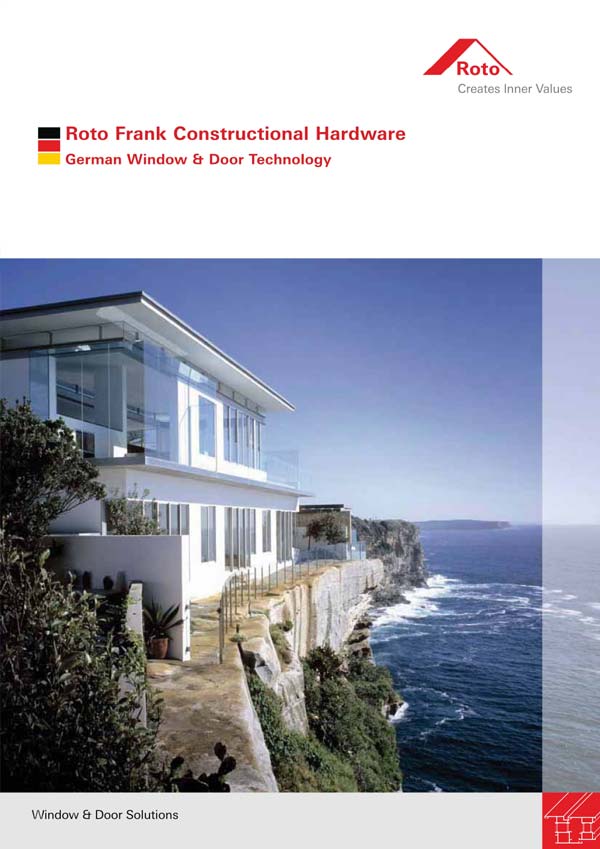 Roto
Creates Inner Values
Roto Frank Constructional Hardware
German Window & Door Technology
Window & Door Solutions